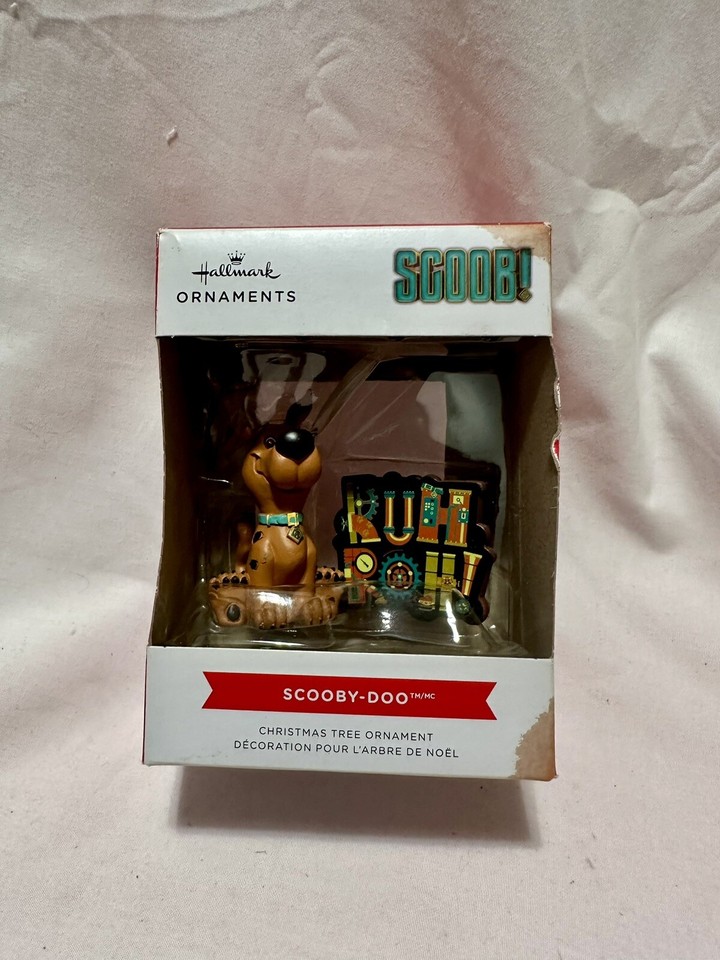 Hallmark
ORNAMENTS
SCOOB!
RUH
ROH!
SCOOBY-DOO™/MC
CHRISTMAS TREE ORNAMENT
DÉCORATION POUR L'ARBRE DE NOËL